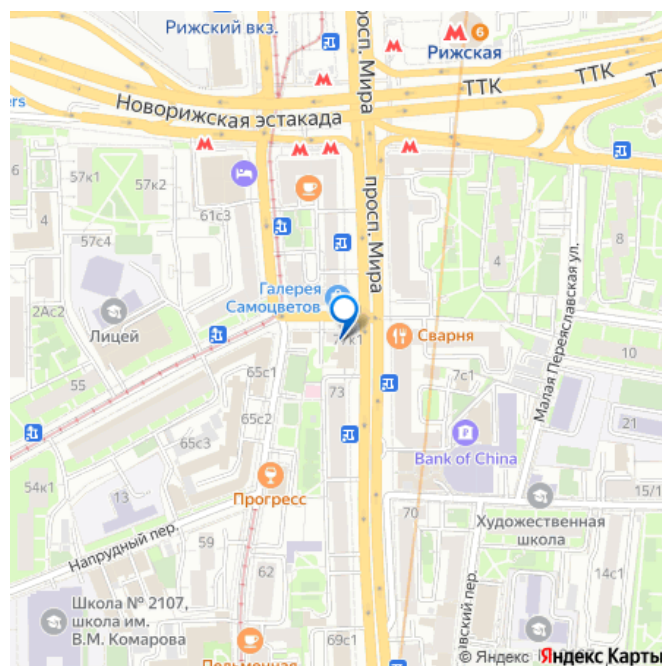 Рижский вкз.
просп. Мира
6
Рижская
ТТК
ТТК
ТТК
Новорижская эстакада
ers
6
57к1
57к2
61с3
4
57с4
просп. Мира
4
8
Малая Переяславская ул.
Галерея
Самоцветов
2Ас2
Лицей
Сварня
10
55
65с1
73
7с1
21
65с2
65с3
Bank of China
54к1
13
Прогресс
70
15/1
Художественная
школа
Напрудный пер.
59
62
14с1
Школа № 2107,
школа им.
В.М. Комарова
69с1
Пельменная
© Яндекс
Яндекс Карты